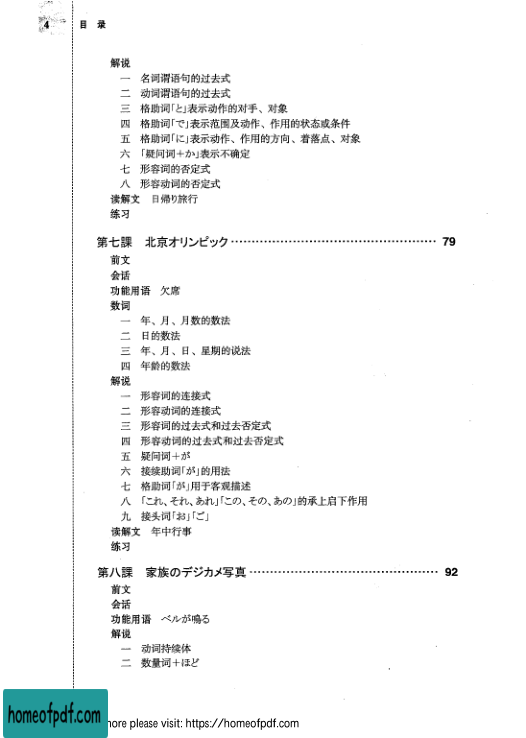 4 目 录
解说
一 名词谓语句的过去式
二 动词谓语句的过去式
三 格助词「と」表示动作的对手、对象
四 格助词「で」表示范围及动作、作用的状态或条件
五 格助词「に」表示动作、作用的方向、着落点、对象
六 「疑问词＋か」表示不确定
七 形容词的否定式
八 形容动词的否定式
读解文 日帰り旅行
练习
第七課 北京オリンピック…………………………………………… 79
前文
会话
功能用语 欠席
数词
一 年、月、月数的数法
二 日的数法
三 年、月、日、星期的说法
四 年龄的数法
解说
一 形容词的连接式
二 形容动词的连接式
三 形容词的过去式和过去否定式
四 形容动词的过去式和过去否定式
五 疑问词＋が
六 接续助词「が」的用法
七 格助词「が」用于客观描述
八 「これ、それ、あれ」「この、その、あの」的承上启下作用
九 接头词「お」「ご」
读解文 年中行事
练习
第八課 家族のデジカメ写真………………………………………… 92
前文
会话
功能用语 ベルが鳴る
解说
一 动词持续体
二 数量词＋ほど
homeofpdf.com
more please visit: https://homeofpdf.com